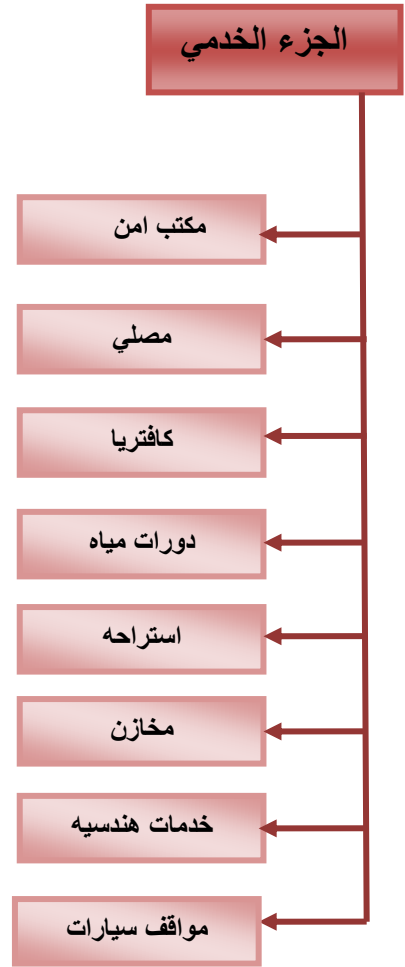 الجزء الخدمي
مكتب امن
مصلي
كافتريا
دورات مياه
استراحه
مخازن
خدمات هندسيه
مواقف سيارات